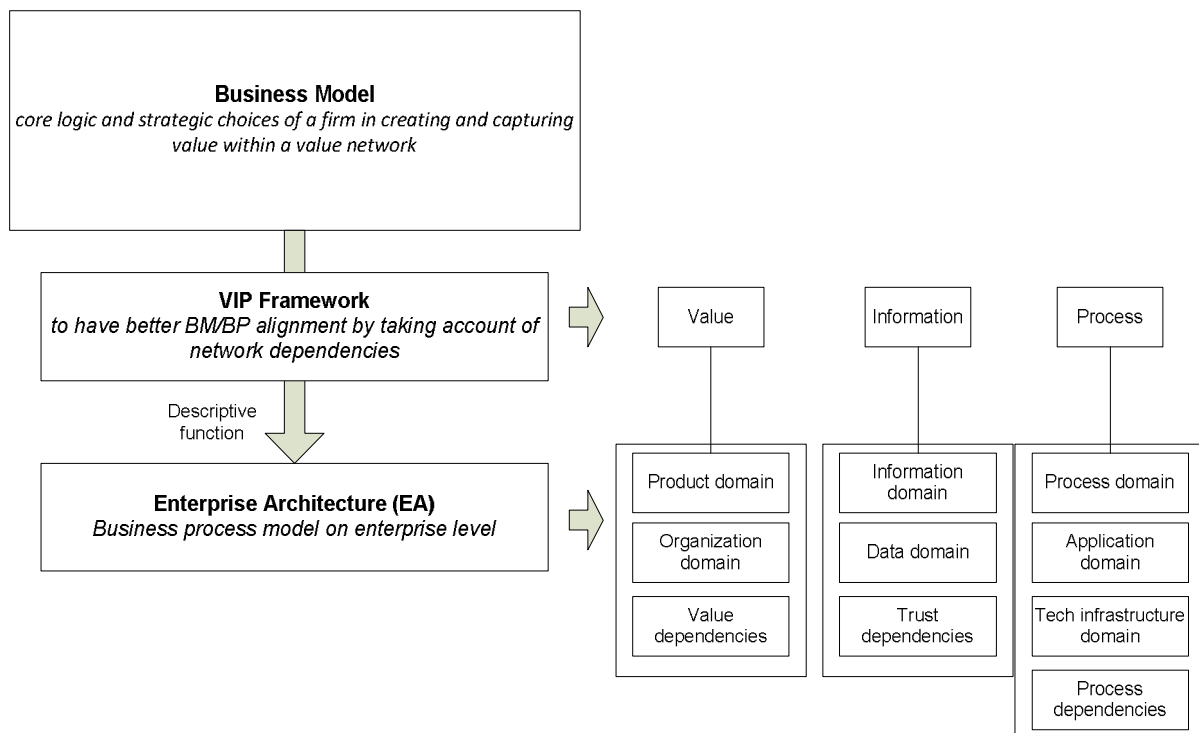 Business Model
core logic and strategic choices of a firm in creating and capturing
value within a value network
VIP Framework
to have better BM/BP alignment by taking account of
network dependencies
Value
Information
Process
Descriptive
function
Enterprise Architecture (EA)
Business process model on enterprise level
Product domain
Organization
domain
Value
dependencies
Information
domain
Data domain
Trust
dependencies
Process domain
Application
domain
Tech infrastructure
domain
Process
dependencies